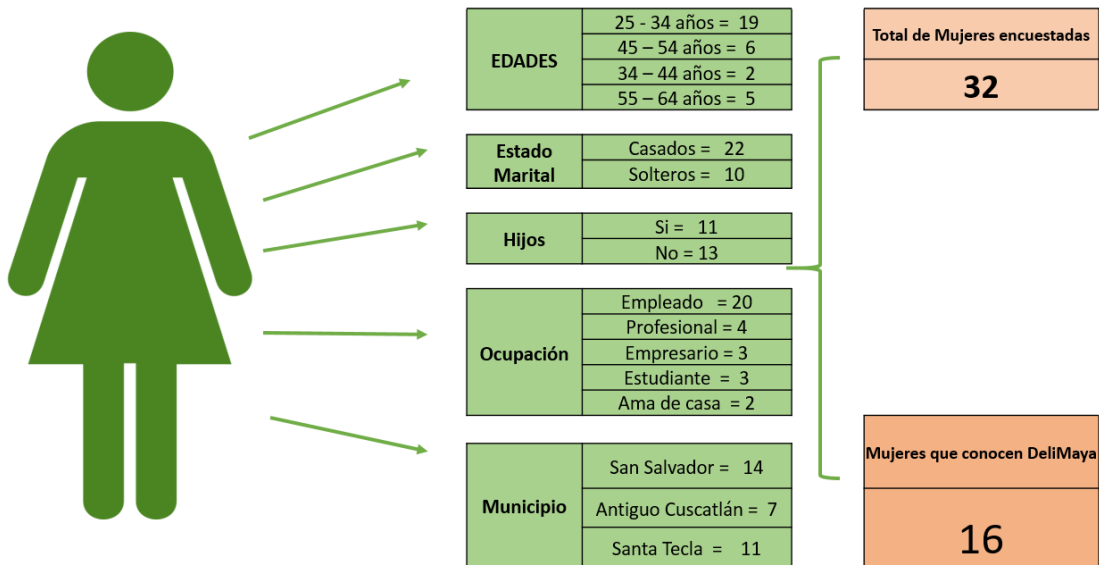 EDADES
25 - 34 años = 19
45 – 54 años = 6
34 – 44 años = 2
55 – 64 años = 5
Estado
Marital
Casados = 22
Solteros = 10
Hijos
Si = 11
No = 13
Ocupación
Empleado = 20
Profesional = 4
Empresario = 3
Estudiante = 3
Ama de casa = 2
Municipio
San Salvador = 14
Antiguo Cuscatlán = 7
Santa Tecla = 11
Total de Mujeres encuestadas
32
Mujeres que conocen DeliMaya
16